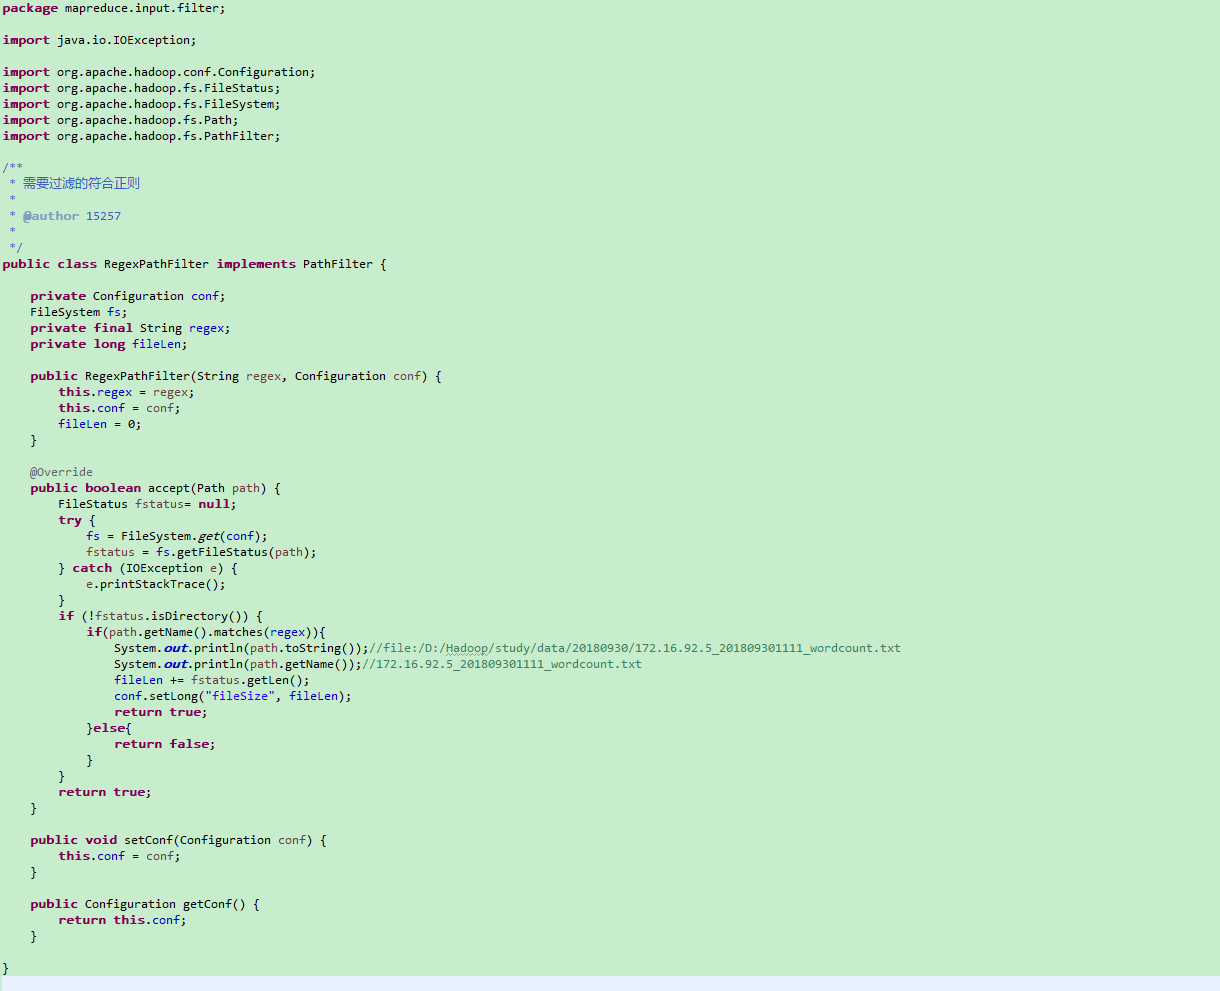 package mapreduce.input.filter;
import java.io.IOException;
import org.apache.hadoop.conf.Configuration;
import org.apache.hadoop.fs.FileStatus;
import org.apache.hadoop.fs.FileSystem;
import org.apache.hadoop.fs.Path;
import org.apache.hadoop.fs.PathFilter;
/**
 * 需要过滤的符合正则
 *
 * @author 15257
 *
 */
public class RegexPathFilter implements PathFilter {
    private Configuration conf;
    FileSystem fs;
    private final String regex;
    private long fileLen;
    public RegexPathFilter(String regex, Configuration conf) {
        this.regex = regex;
        this.conf = conf;
        fileLen = 0;
    }
    @Override
    public boolean accept(Path path) {
        FileStatus fstatus= null;
        try {
            fs = FileSystem.get(conf);
            fstatus = fs.getFileStatus(path);
        } catch (IOException e) {
            e.printStackTrace();
        }
        if (!fstatus.isDirectory()) {
            if(path.getName().matches(regex)){
                System.out.println(path.toString());//file:/D:/Hadoop/study/data/20180930/172.16.92.5_201809301111_wordcount.txt
                System.out.println(path.getName());//172.16.92.5_201809301111_wordcount.txt
                fileLen += fstatus.getLen();
                conf.setLong("fileSize", fileLen);
                return true;
            }else{
                return false;
            }
        }
        return true;
    }
    public void setConf(Configuration conf) {
        this.conf = conf;
    }
    public Configuration getConf() {
        return this.conf;
    }
}